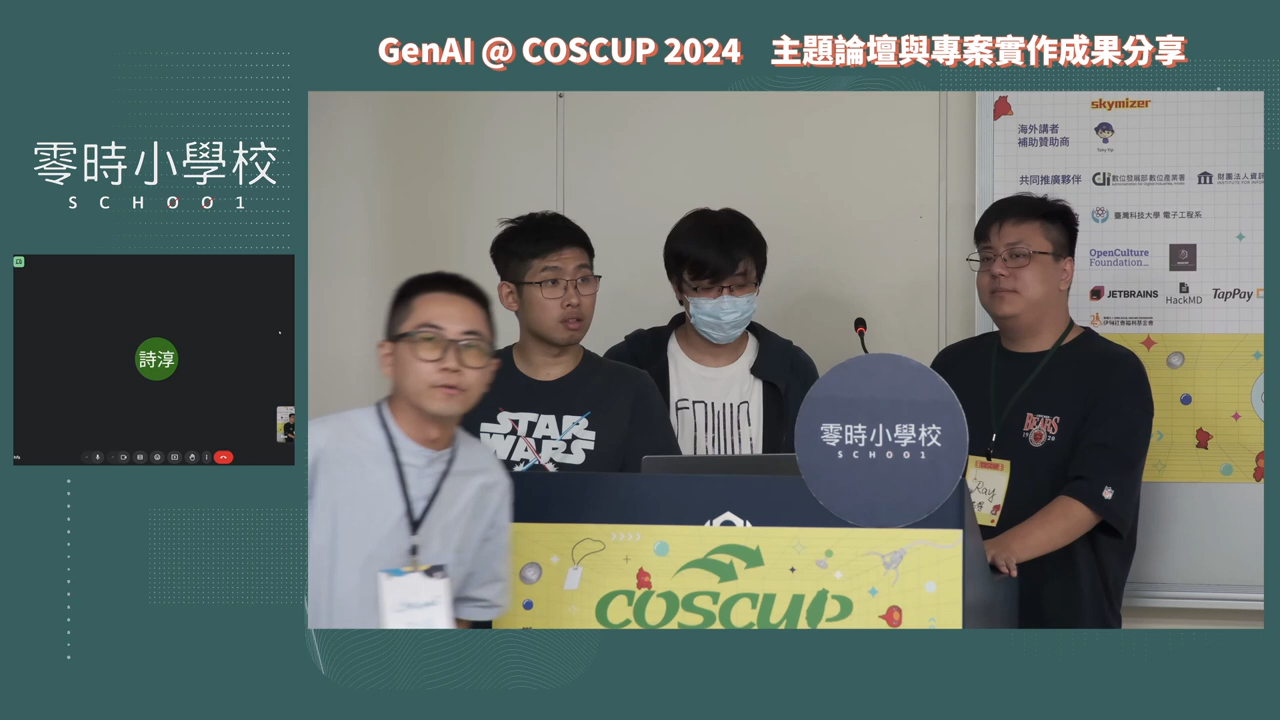 GenAI @ COSCUP 2024 主題論壇與專案實作成果分享
零時小學校
SCHOO1
詩淳
skymizer
海外講者
補助贊助商
共同推廣夥伴
數位發展部 數位產業署
財團法人資訊
臺灣科技大學 電子工程系
OpenCulture
Foundation_
JETBRAINS
HackMD
TapPay
STAR
WARS
BEARS
1920
Ray
零時小學校
SCHOO1
COSCUP